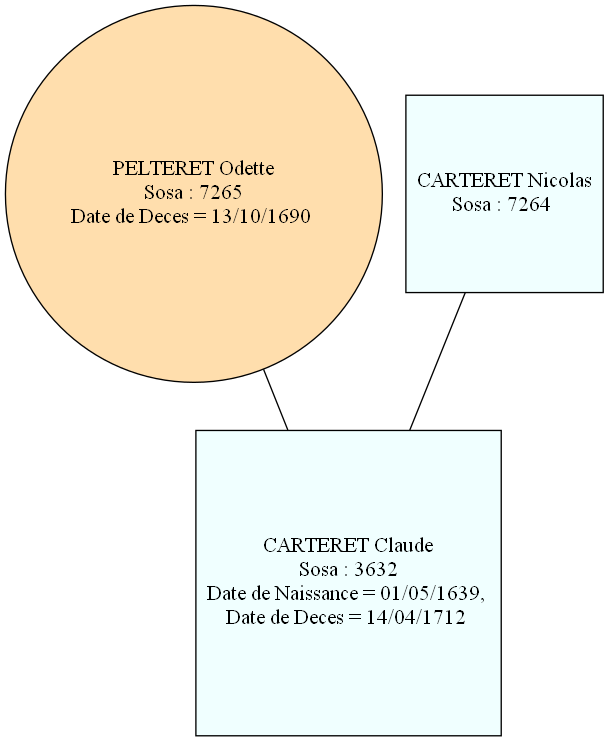 PELTERET Odette
Sosa : 7265
Date de Deces = 13/10/1690
CARTERET Nicolas
Sosa : 7264
CARTERET Claude
Sosa : 3632
Date de Naissance = 01/05/1639,
Date de Deces = 14/04/1712